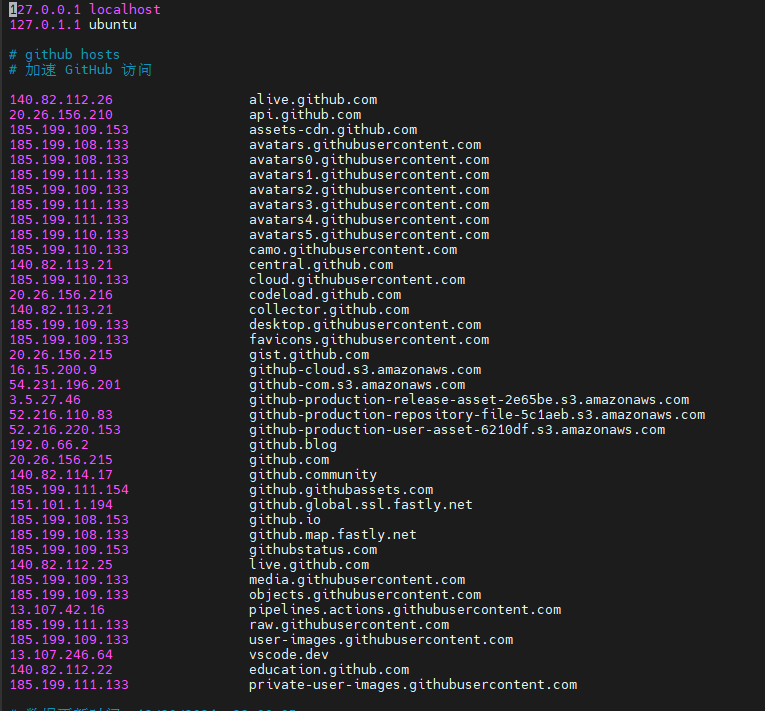 127.0.0.1 localhost
127.0.1.1 ubuntu
# github hosts
# 加速 GitHub 访问
140.82.112.26 alive.github.com
20.26.156.210 api.github.com
185.199.109.153 assets-cdn.github.com
185.199.108.133 avatars.githubusercontent.com
185.199.108.133 avatars0.githubusercontent.com
185.199.111.133 avatars1.githubusercontent.com
185.199.109.133 avatars2.githubusercontent.com
185.199.111.133 avatars3.githubusercontent.com
185.199.111.133 avatars4.githubusercontent.com
185.199.110.133 avatars5.githubusercontent.com
185.199.110.133 camo.githubusercontent.com
140.82.113.21 central.github.com
185.199.110.133 cloud.githubusercontent.com
20.26.156.216 codeload.github.com
140.82.113.21 collector.github.com
185.199.109.133 desktop.githubusercontent.com
185.199.109.133 favicons.githubusercontent.com
20.26.156.215 gist.github.com
16.15.200.9 github-cloud.s3.amazonaws.com
54.231.196.201 github-com.s3.amazonaws.com
3.5.27.46 github-production-release-asset-2e65be.s3.amazonaws.com
52.216.110.83 github-production-repository-file-5c1aeb.s3.amazonaws.com
52.216.220.153 github-production-user-asset-6210df.s3.amazonaws.com
192.0.66.2 github.blog
20.26.156.215 github.com
140.82.114.17 github.community
185.199.111.154 github.githubassets.com
151.101.1.194 github.global.ssl.fastly.net
185.199.108.153 github.io
185.199.108.133 github.map.fastly.net
185.199.109.153 githubstatus.com
140.82.112.25 live.github.com
185.199.109.133 media.githubusercontent.com
185.199.109.133 objects.githubusercontent.com
13.107.42.16 pipelines.actions.githubusercontent.com
185.199.111.133 raw.githubusercontent.com
185.199.109.133 user-images.githubusercontent.com
13.107.246.64 vscode.dev
140.82.112.22 education.github.com
185.199.111.133 private-user-images.githubusercontent.com